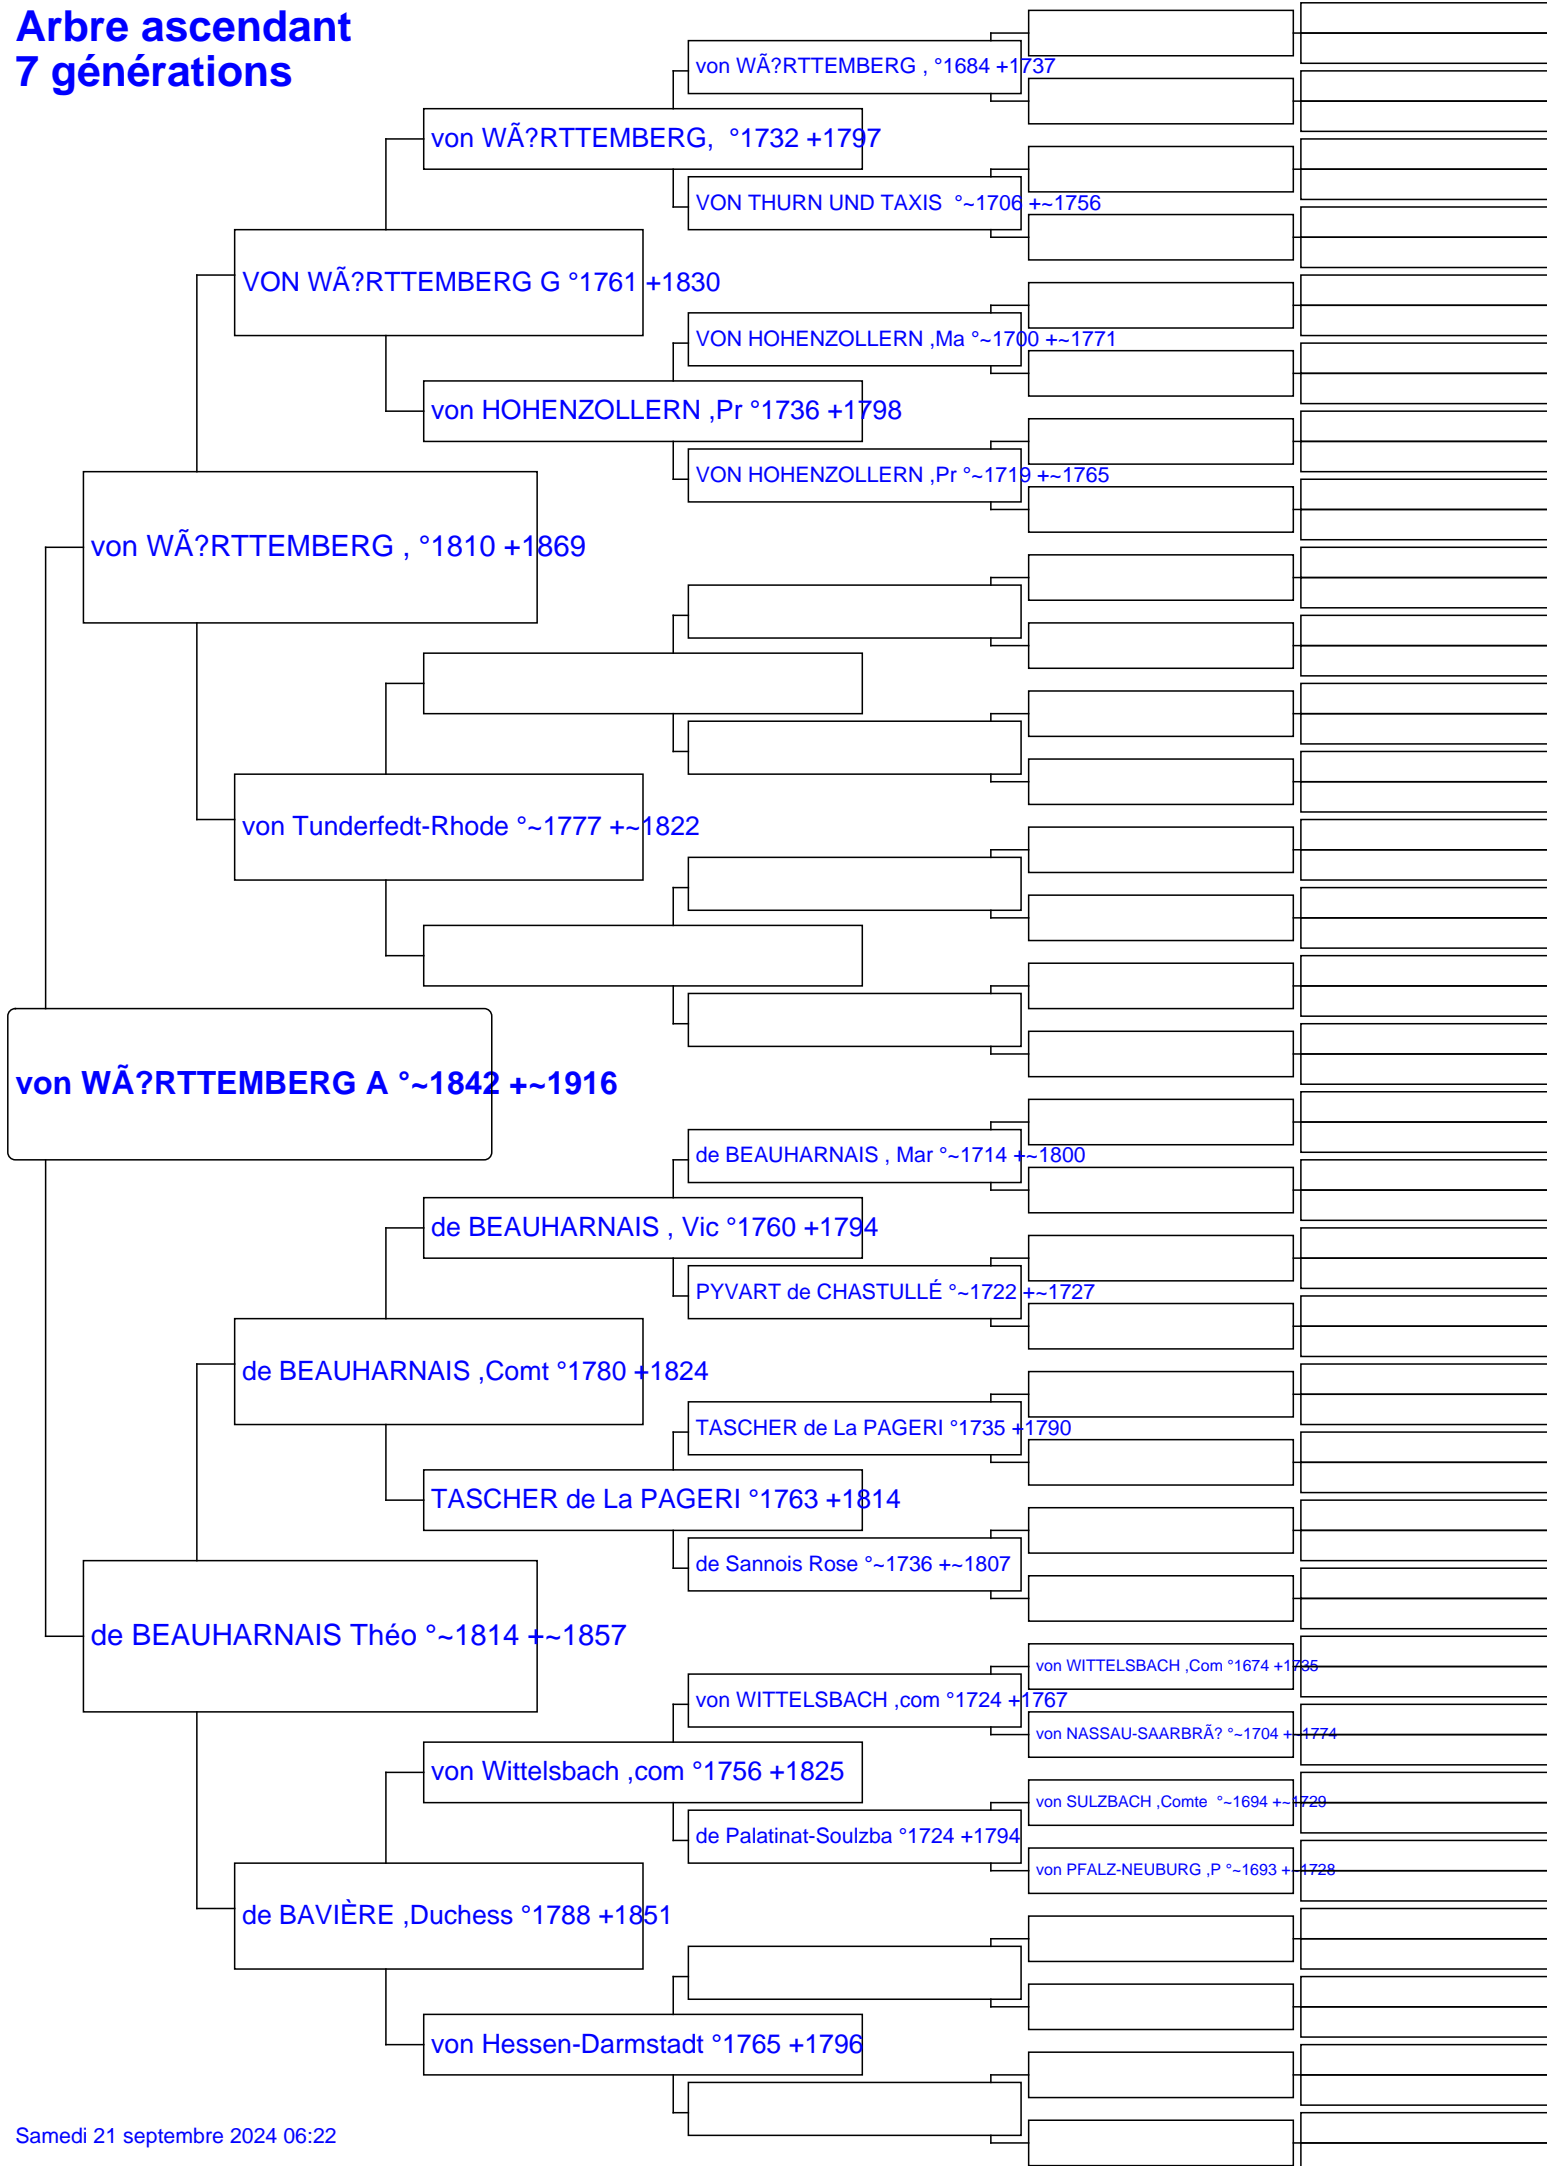 Arbre ascendant
7 générations
von WÃ?RTTEMBERG , °1684 +1737
von WÃ?RTTEMBERG, °1732 +1797
VON THURN UND TAXIS °~1706 +~1756
VON WÃ?RTTEMBERG G °1761 +1830
VON HOHENZOLLERN ,Ma °~1700 +~1771
von HOHENZOLLERN ,Pr °1736 +1798
VON HOHENZOLLERN ,Pr °~1719 +~1765
von WÃ?RTTEMBERG , °1810 +1869
von Tunderfedt-Rhode °~1777 +~1822
von WÃ?RTTEMBERG A °~1842 +~1916
de BEAUHARNAIS , Mar °~1714 +~1800
de BEAUHARNAIS , Vic °1760 +1794
PYVART de CHASTULLÉ °~1722 +~1727
de BEAUHARNAIS ,Comt °1780 +1824
TASCHER de La PAGERI °1735 +1790
TASCHER de La PAGERI °1763 +1814
de Sannois Rose °~1736 +~1807
de BEAUHARNAIS Théo °~1814 +~1857
von WITTELSBACH ,Com °1674 +1735
von WITTELSBACH ,com °1724 +1767
von NASSAU-SAARBRÃ? °~1704 +~1774
von Wittelsbach ,com °1756 +1825
von SULZBACH ,Comte °~1694 +~1729
de Palatinat-Soulzba °1724 +1794
von PFALZ-NEUBURG ,P °~1693 +~1728
de BAVIÈRE ,Duchess °1788 +1851
von Hessen-Darmstadt °1765 +1796
Samedi 21 septembre 2024 06:22